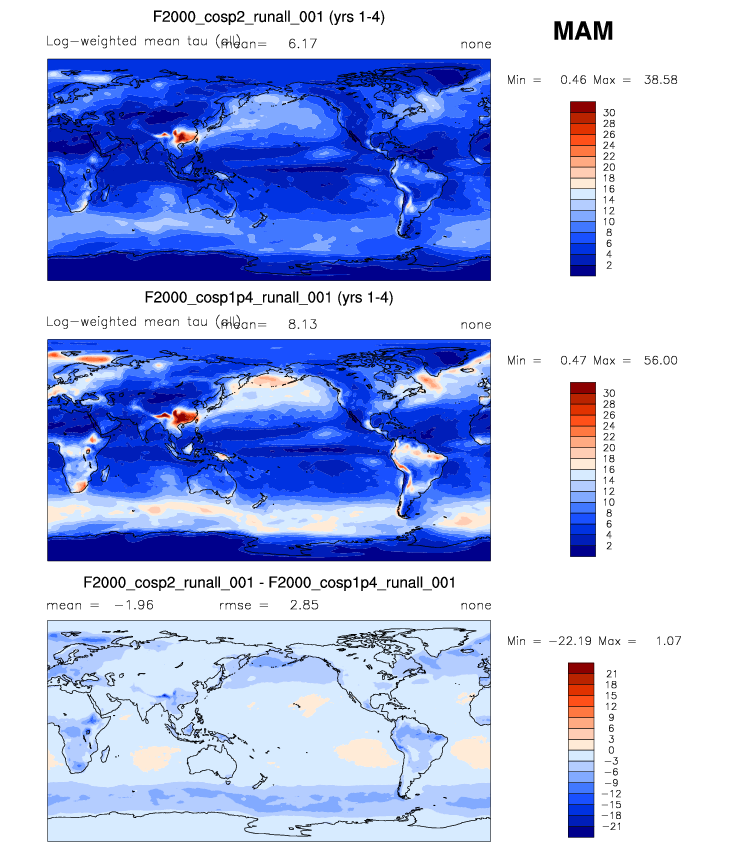 F2000_cosp2_runall_001 (yrs 1-4)
MAM
Log-weighted mean tau (all)
mean= 6.17
none
Min = 0.46 Max = 38.58
30
28
26
24
22
20
18
16
14
12
10
8
6
4
2
F2000_cosp1p4_runall_001 (yrs 1-4)
Log-weighted mean tau (all)
mean= 8.13
none
Min = 0.47 Max = 56.00
30
28
26
24
22
20
18
16
14
12
10
8
6
4
2
F2000_cosp2_runall_001 - F2000_cosp1p4_runall_001
mean = −1.96
rmse = 2.85
none
Min = −22.19 Max = 1.07
21
18
15
12
9
6
3
0
−3
−6
−9
−12
−15
−18
−21